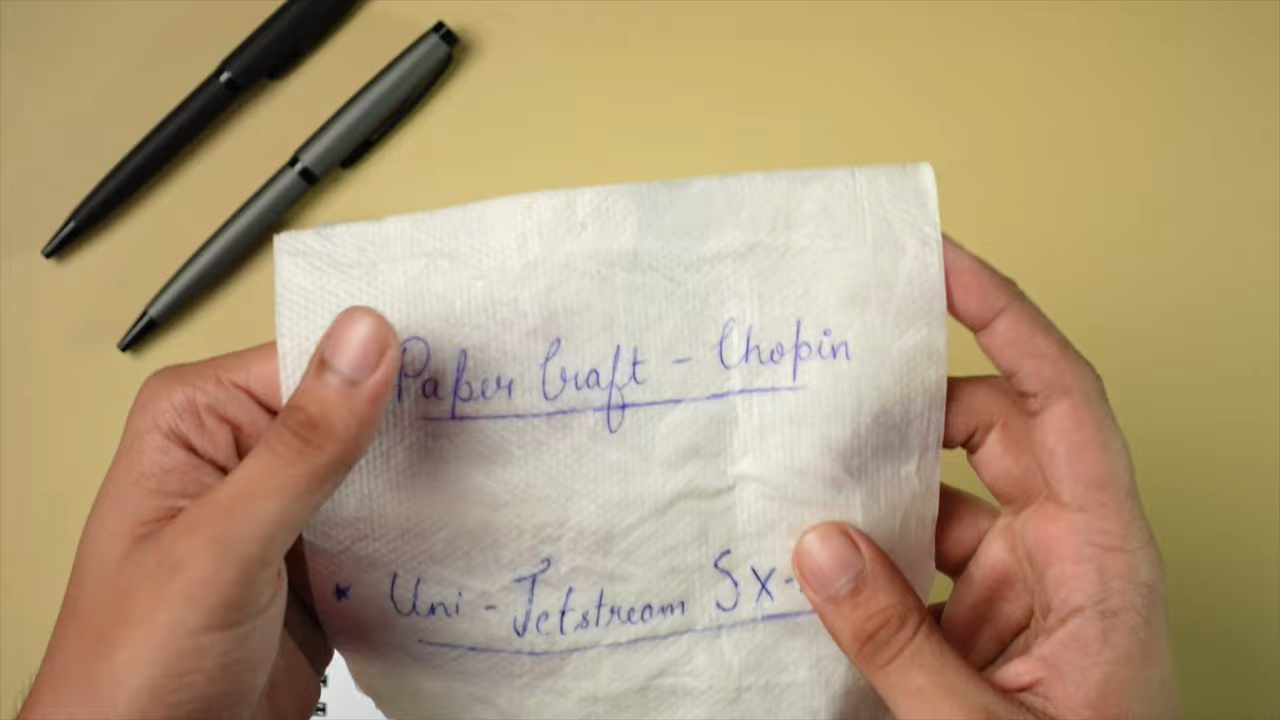 Paper Craft - Chopin
* Uni - Jetstream SX-